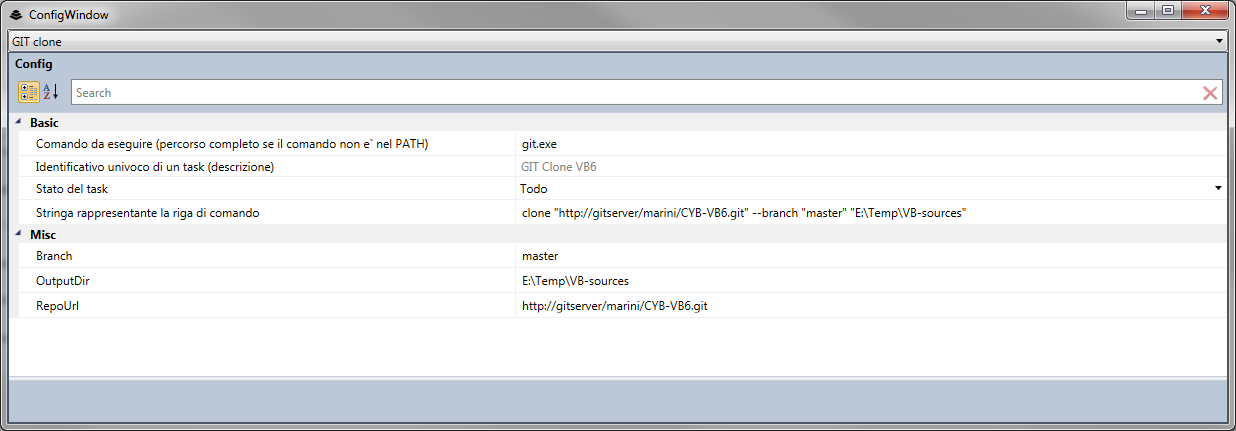 ConfigWindow
GIT clone
Config
A Z
Search
Basic
Comando da eseguire (percorso completo se il comando non e` nel PATH) git.exe
Identificativo univoco di un task (descrizione) GIT Clone VB6
Stato del task Todo
Stringa rappresentante la riga di comando clone "http://gitserver/marini/CYB-VB6.git" --branch "master" "E:\Temp\VB-sources"
Misc
Branch master
OutputDir E:\Temp\VB-sources
RepoUrl http://gitserver/marini/CYB-VB6.git